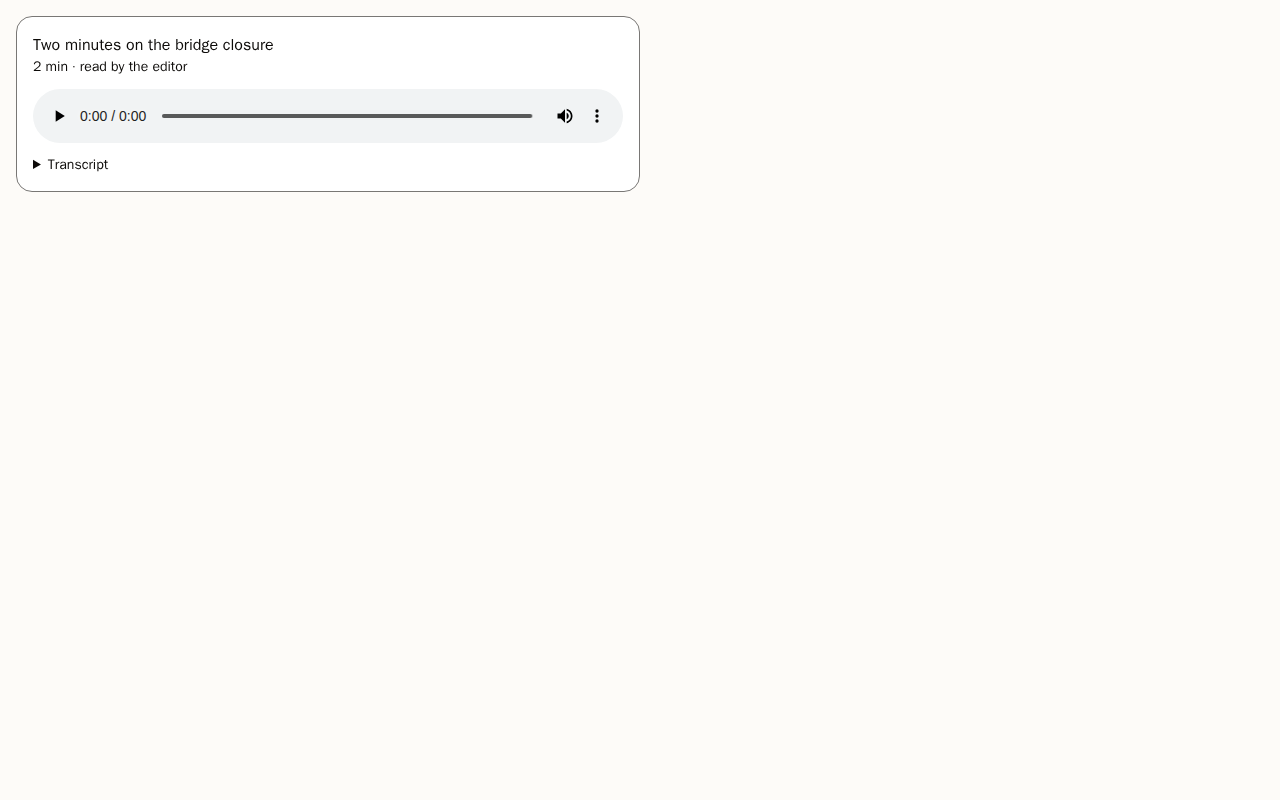 Two minutes on the bridge closure
2 min · read by the editor
0:00 / 0:00
Transcript